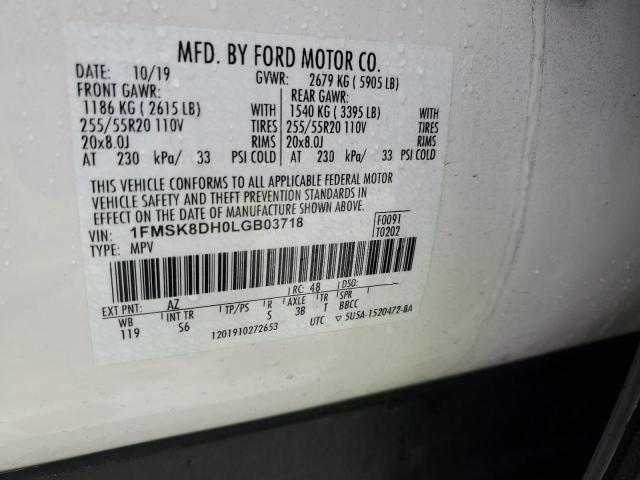 MFD. BY FORD MOTOR CO.
DATE: 10/19 GVWR: 2679 KG ( 5905 LB)
FRONT GAWR: REAR GAWR:
1186 KG ( 2615 LB) WITH 1540 KG ( 3395 LB) WITH
255/55R20 110V TIRES 255/55R20 110V TIRES
20x8.0J RIMS 20x8.0J RIMS
AT 230 kPa/ 33 PSI COLD AT 230 kPa/ 33 PSI COLD
THIS VEHICLE CONFORMS TO ALL APPLICABLE FEDERAL MOTOR
VEHICLE SAFETY AND THEFT PREVENTION STANDARDS IN
EFFECT ON THE DATE OF MANUFACTURE SHOWN ABOVE.
VIN: 1FMSK8DH0LGB03718 F0091
TYPE: MPV T0202
EXT PNT: AZ RC: 48 DSO:
WB INT TR TP/PS R AXLE TR SPR
119 S6 S 3B T BBCC
1201910272653 UTC ▽ 5U5A-1520472-BA